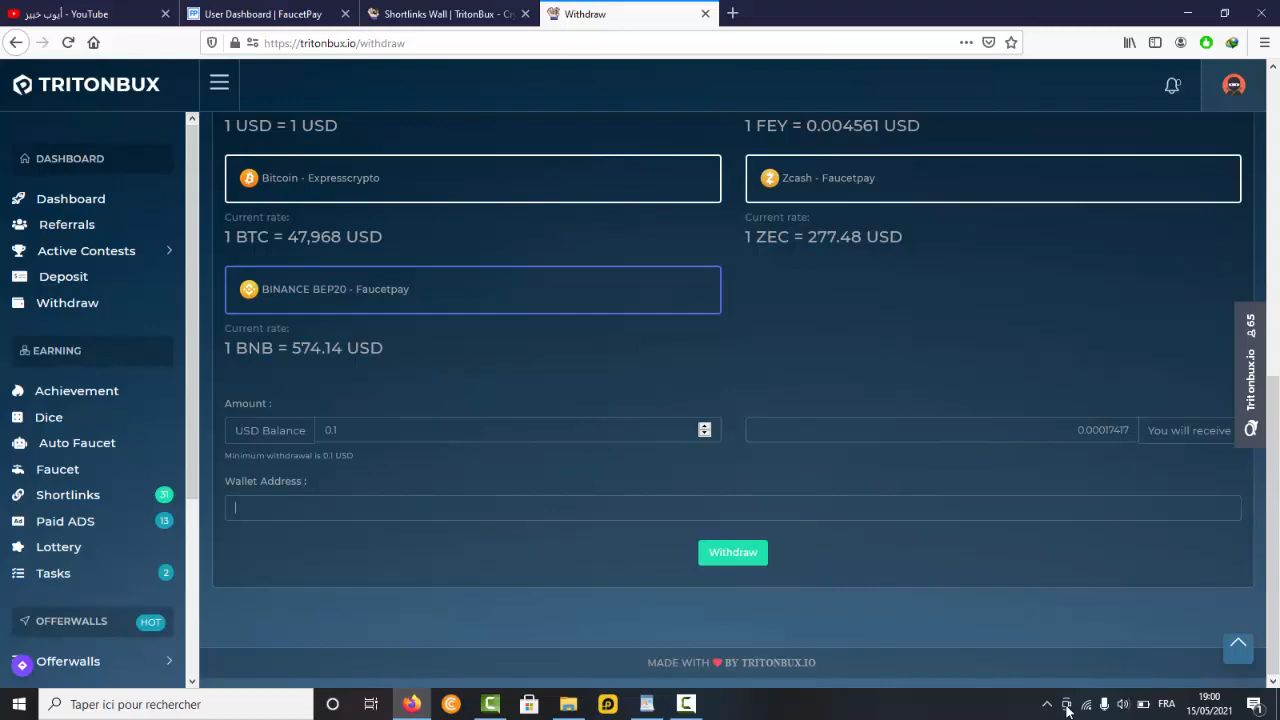 أيوب خبيز - YouTube
User Dashboard | FaucetPay
Shortlinks Wall | TritonBux - Cry
Withdraw
https://tritonbux.io/withdraw
TRITONBUX
DASHBOARD
Dashboard
Referrals
Active Contests
Deposit
Withdraw
EARNING
Achievement
Dice
Auto Faucet
Faucet
Shortlinks 31
Paid ADS 13
Lottery
Tasks 2
OFFERWALLS HOT
Offerwalls
1 USD = 1 USD
1 FEY = 0.004561 USD
Bitcoin - Expresscrypto
Zcash - Faucetpay
Current rate:
Current rate:
1 BTC = 47,968 USD
1 ZEC = 277.48 USD
BINANCE BEP20 - Faucetpay
Current rate:
1 BNB = 574.14 USD
Amount :
USD Balance 0.1
0.00017417 You will receive
Minimum withdrawal is 0.1 USD
Wallet Address :
Withdraw
MADE WITH ❤ BY TRITONBUX.IO
Tritonbux.io 65
Taper ici pour rechercher
FRA
19:00
15/05/2021